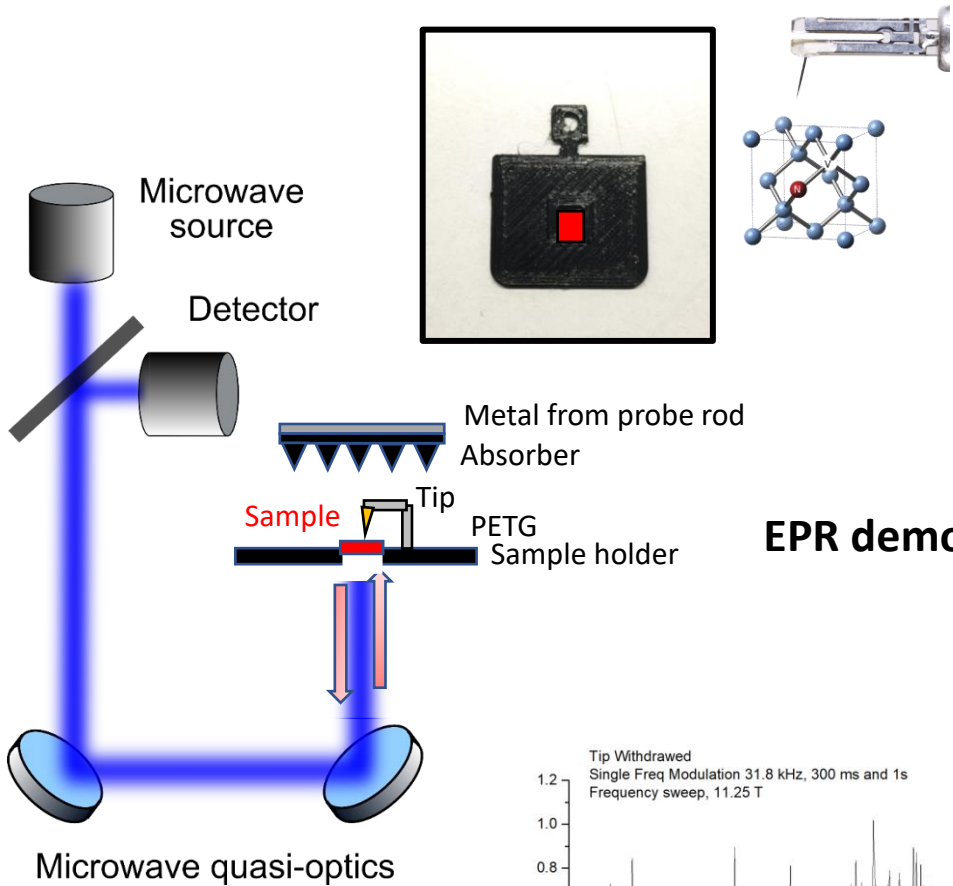 V
N
Microwave
source
Detector
Metal from probe rod
Absorber
Tip
Sample
PETG
Sample holder
EPR demo
Microwave quasi-optics
Tip Withdrawed
Single Freq Modulation 31.8 kHz, 300 ms and 1s
Frequency sweep, 11.25 T
1.2
1.0
0.8